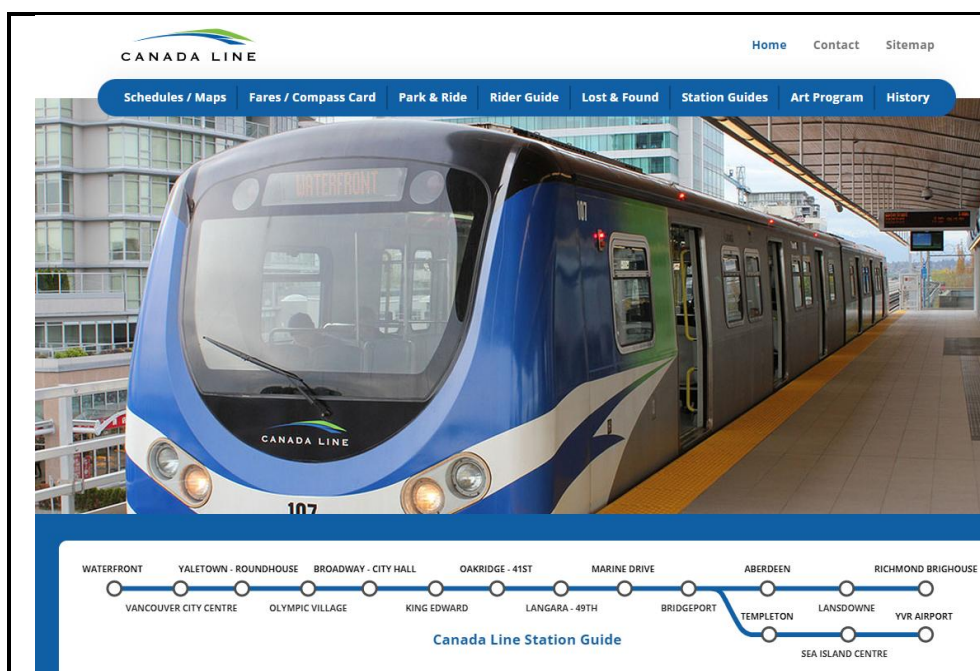 CANADA LINE
Home Contact Sitemap
Schedules / Maps Fares / Compass Card Park & Ride Rider Guide Lost & Found Station Guides Art Program History
WATERFRONT
107
CANADA LINE
107
WATERFRONT YALETOWN - ROUNDHOUSE BROADWAY - CITY HALL OAKRIDGE - 41ST MARINE DRIVE ABERDEEN RICHMOND BRIGHOUSE
VANCOUVER CITY CENTRE OLYMPIC VILLAGE KING EDWARD LANGARA - 49TH BRIDGEPORT LANSDOWNE
TEMPLETON YVR AIRPORT
SEA ISLAND CENTRE
Canada Line Station Guide